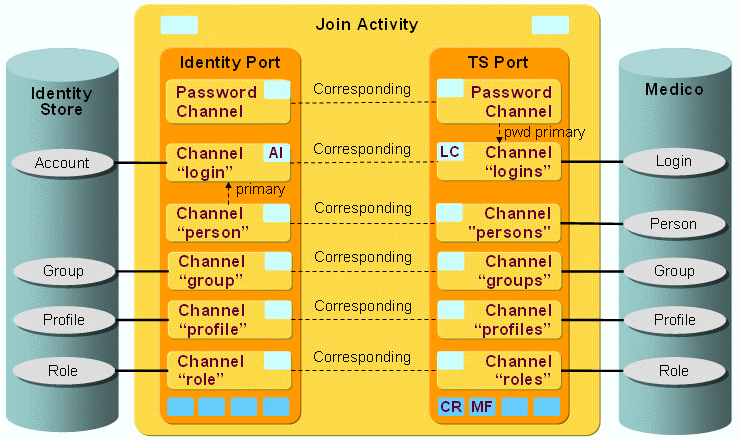 Join Activity
Identity
Store
Account
Group
Profile
Role
Identity Port
Password
Channel
Channel
“login”
AI
primary
Channel
“person”
Channel
“group”
Channel
“profile”
Channel
“role”
Corresponding
Corresponding
Corresponding
Corresponding
Corresponding
Corresponding
TS Port
Password
Channel
pwd primary
LC
Channel
“logins”
Channel
"persons”
Channel
“groups”
Channel
“profiles”
Channel
“roles”
CR MF
Medico
Login
Person
Group
Profile
Role